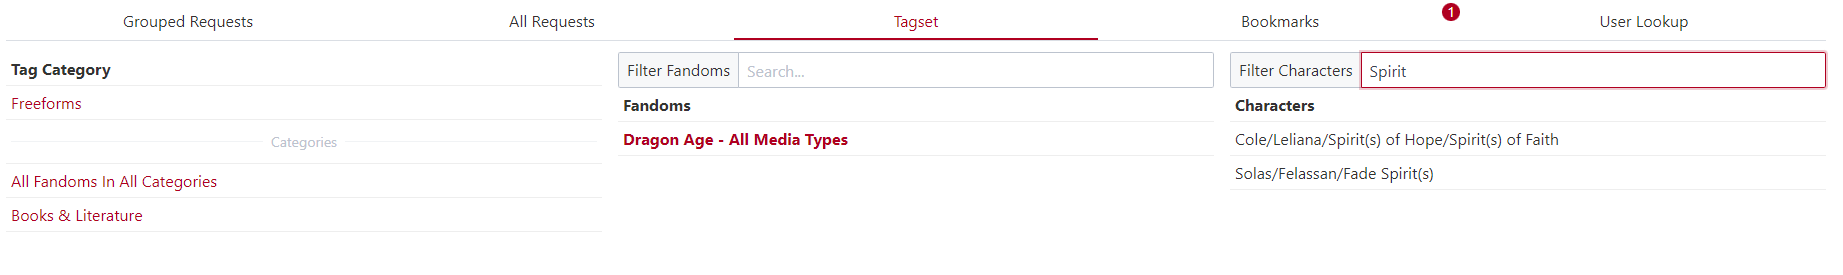 Grouped Requests
All Requests
Tagset
Bookmarks
1
User Lookup
Tag Category
Freeforms
Categories
All Fandoms In All Categories
Books & Literature
Filter Fandoms
Search...
Fandoms
Dragon Age - All Media Types
Filter Characters
Spirit
Characters
Cole/Leliana/Spirit(s) of Hope/Spirit(s) of Faith
Solas/Felassan/Fade Spirit(s)